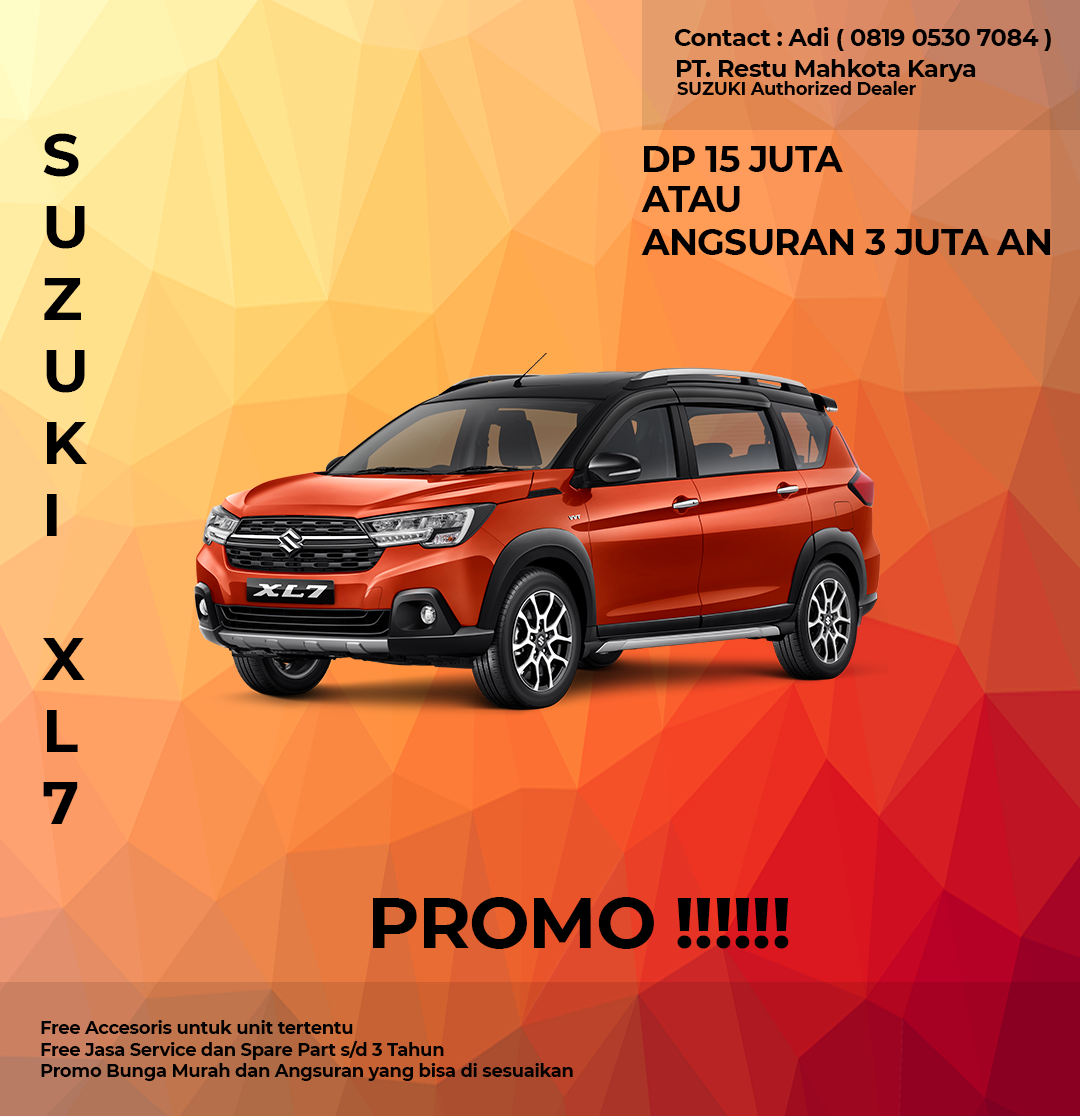 Contact : Adi ( 0819 0530 7084 )
PT. Restu Mahkota Karya
SUZUKI Authorized Dealer
DP 15 JUTA
ATAU
ANGSURAN 3 JUTA AN
S
U
Z
U
K
I
X
L
7
VVT
XL7
PROMO !!!!!!
Free Accesoris untuk unit tertentu
Free Jasa Service dan Spare Part s/d 3 Tahun
Promo Bunga Murah dan Angsuran yang bisa di sesuaikan